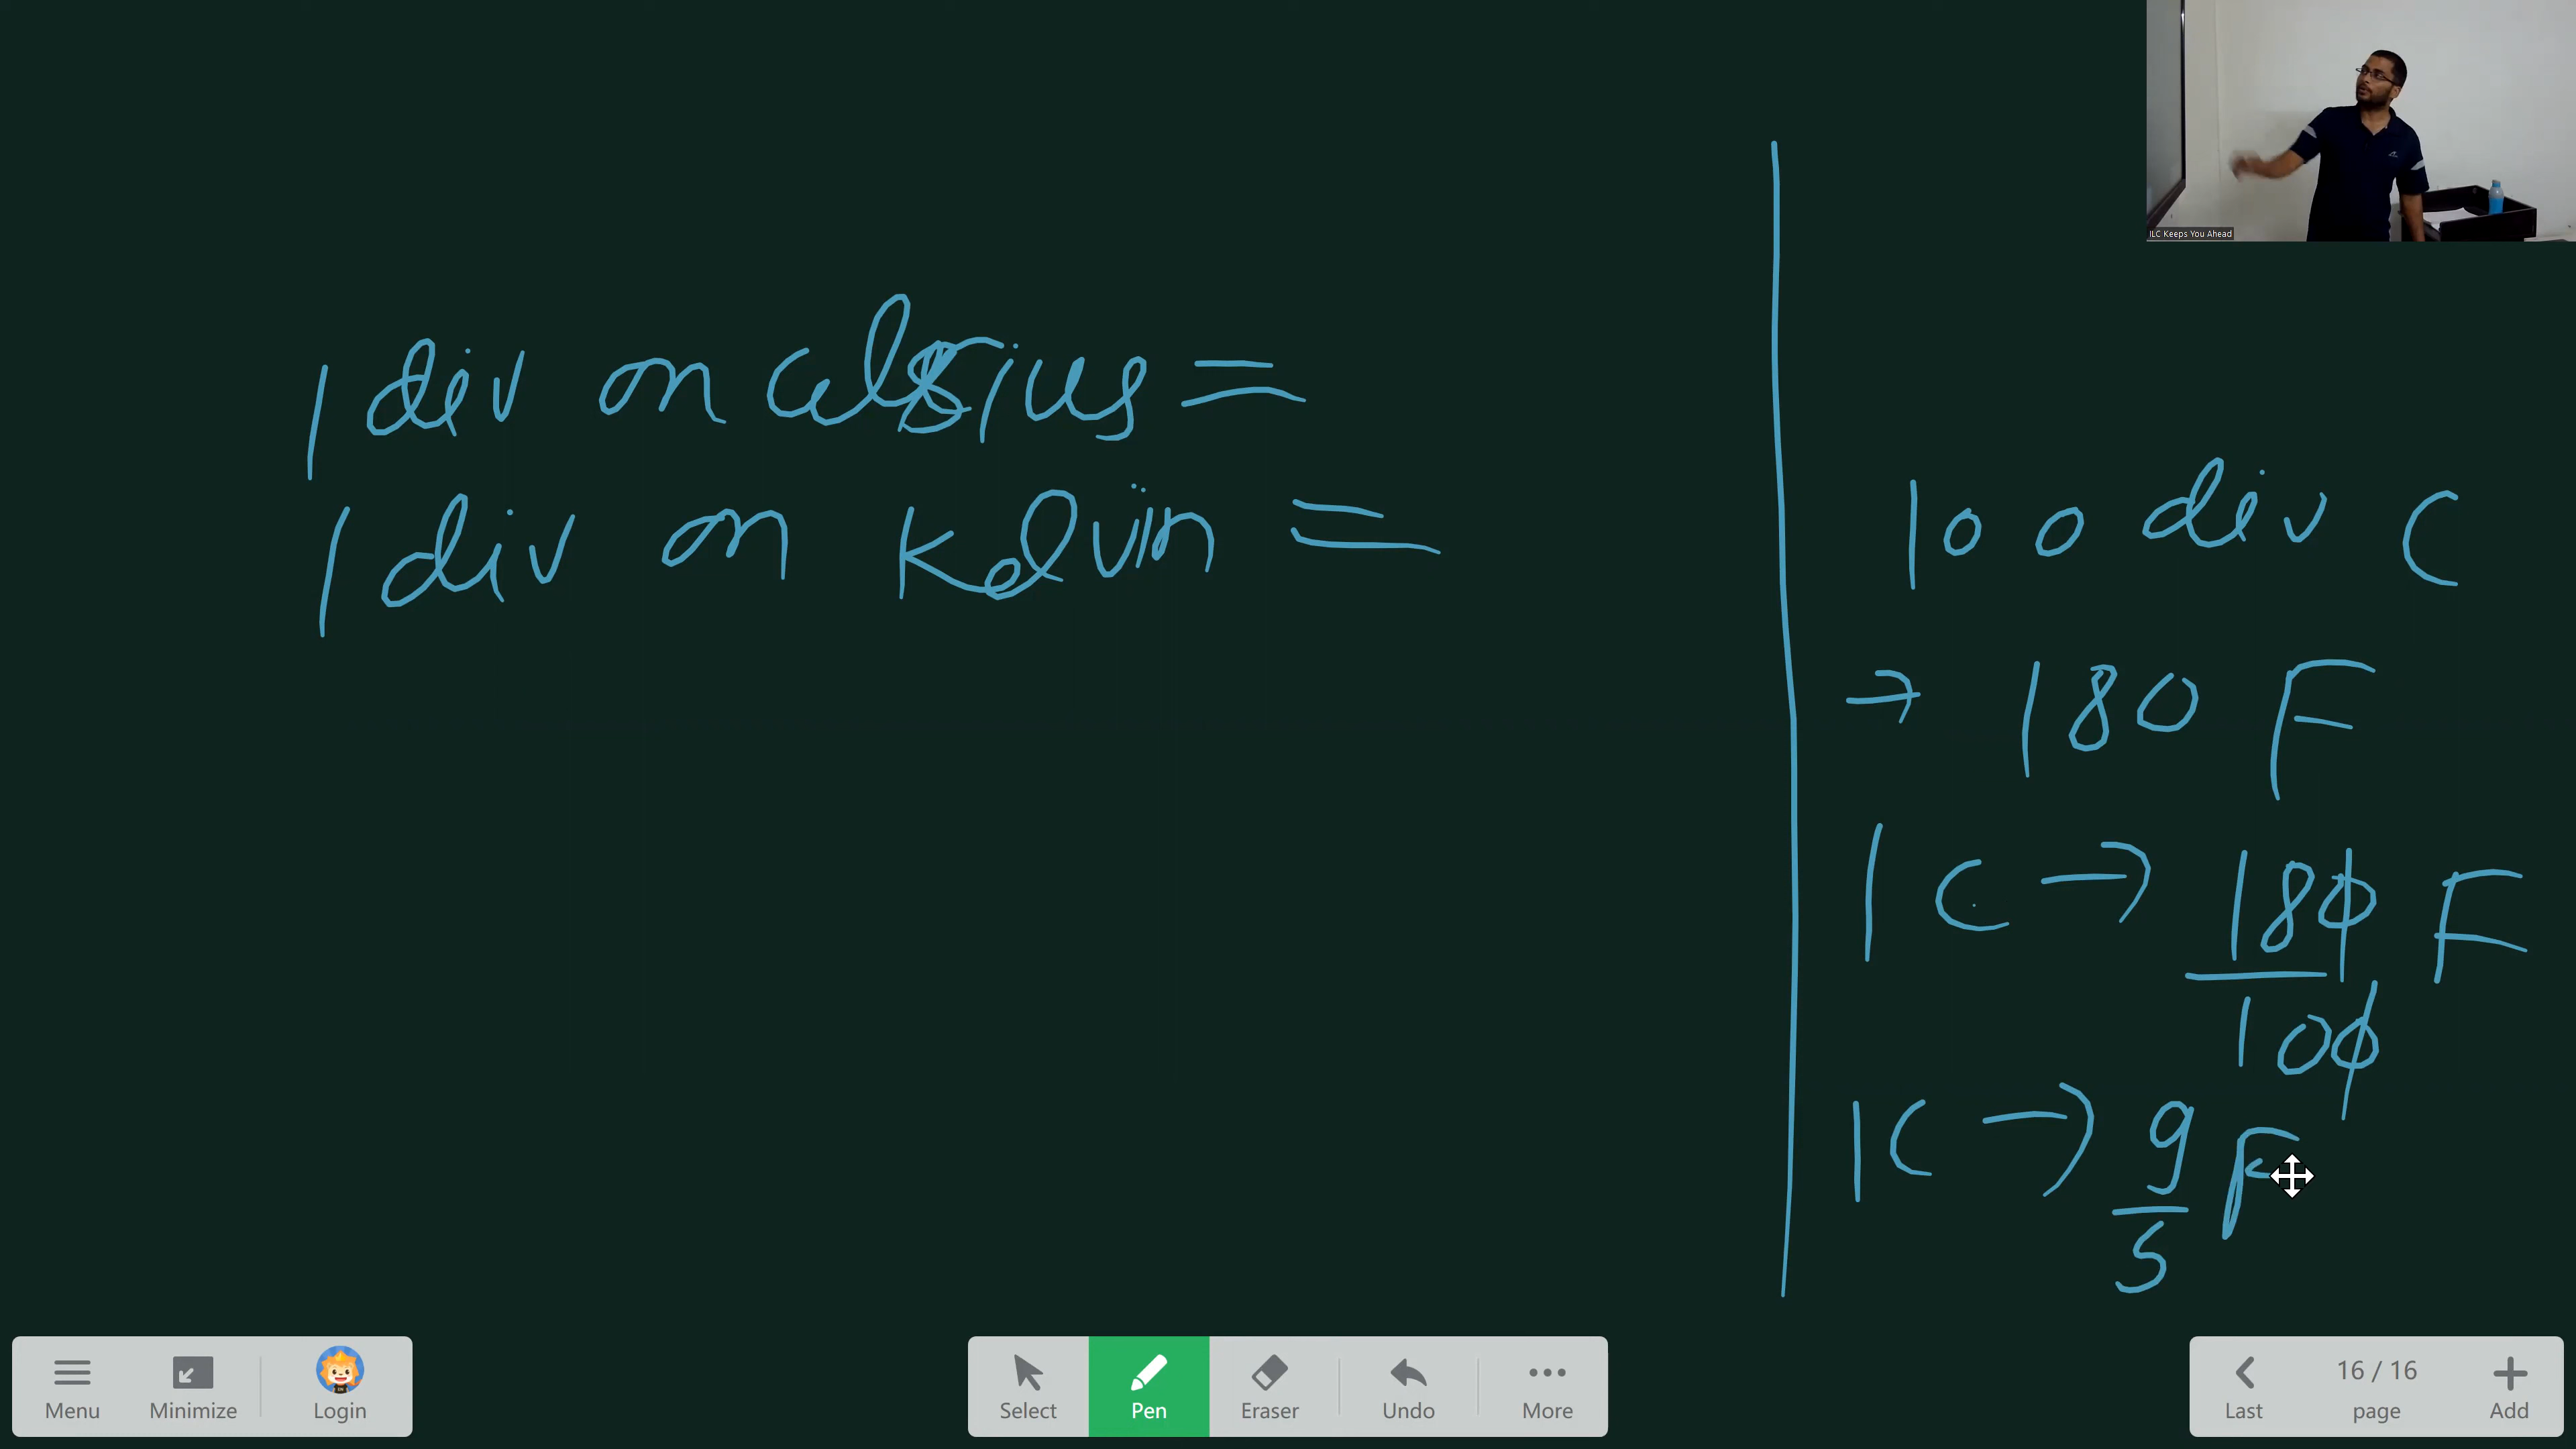 1 div on celsius =
1 div on Kelvin =
100 div C
→ 180 F
1 C → 180 F
100
1C → 9 F
5
ILC Keeps You Ahead
Menu
Minimize
Login
Select
Pen
Eraser
Undo
More
Last
16 / 16
page
Add